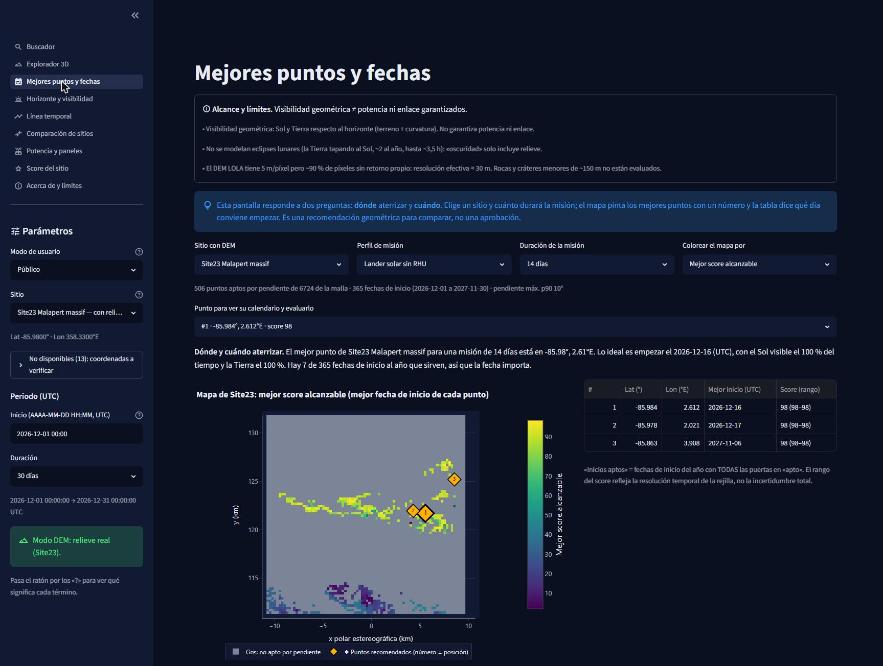 Buscador
Explorador 3D
Mejores puntos y fechas
Horizonte y visibilidad
Línea temporal
Comparación de sitios
Potencia y paneles
Score del sitio
Acerca de y límites
Parámetros
Modo de usuario
Público
Sitio
Site23 Malapert massif — con reli...
Lat -85.9800° · Lon 358.3300°E
No disponibles (13): coordenadas a
verificar
Periodo (UTC)
Inicio (AAAA-MM-DD HH:MM, UTC)
2026-12-01 00:00
Duración
30 días
2026-12-01 00:00:00 → 2026-12-31 00:00:00
UTC
Modo DEM: relieve real
(Site23).
Pasa el ratón por los «?» para ver qué
significa cada término.
Mejores puntos y fechas
Alcance y límites. Visibilidad geométrica ≠ potencia ni enlace garantizados.
• Visibilidad geométrica: Sol y Tierra respecto al horizonte (terreno + curvatura). No garantiza potencia ni enlace.
• No se modelan eclipses lunares (la Tierra tapando al Sol, ~2 al año, hasta ~3,5 h): «oscuridad» solo incluye relieve.
• El DEM LOLA tiene 5 m/píxel pero ~90 % de píxeles sin retorno propio: resolución efectiva ≈ 30 m. Rocas y cráteres menores de ~150 m no están evaluados.
Esta pantalla responde a dos preguntas: dónde aterrizar y cuándo. Elige un sitio y cuánto durará la misión; el mapa pinta los mejores puntos con un número y la tabla dice qué día
conviene empezar. Es una recomendación geométrica para comparar, no una aprobación.
Sitio con DEM
Perfil de misión
Duración de la misión
Colorear el mapa por
Site23 Malapert massif
Lander solar sin RHU
14 días
Mejor score alcanzable
506 puntos aptos por pendiente de 6724 de la malla · 365 fechas de inicio (2026-12-01 a 2027-11-30) · pendiente máx. p90 10°
Punto para ver su calendario y evaluarlo
#1 · -85.984°, 2.612°E · score 98
Dónde y cuándo aterrizar. El mejor punto de Site23 Malapert massif para una misión de 14 días está en -85.98°, 2.61°E. Lo ideal es empezar el 2026-12-16 (UTC), con el Sol visible el 100 % del
tiempo y la Tierra el 100 %. Hay 7 de 365 fechas de inicio al año que sirven, así que la fecha importa.
Mapa de Site23: mejor score alcanzable (mejor fecha de inicio de cada punto)
130
125
120
115
y (km)
−10
−5
0
5
10
x polar estereográfica (km)
90
80
70
60
50
40
30
20
10
Mejor score alcanzable
Gris: no apto por pendiente
Puntos recomendados (número = posición)
# Lat (°) Lon (°E) Mejor inicio (UTC) Score (rango)
1 -85.984 2.612 2026-12-16 98 (98–98)
2 -85.978 2.021 2026-12-17 98 (98–98)
3 -85.863 3.908 2027-11-06 98 (98–98)
«Inicios aptos» = fechas de inicio del año con TODAS las puertas en «apto». El rango
del score refleja la resolución temporal de la rejilla, no la incertidumbre total.